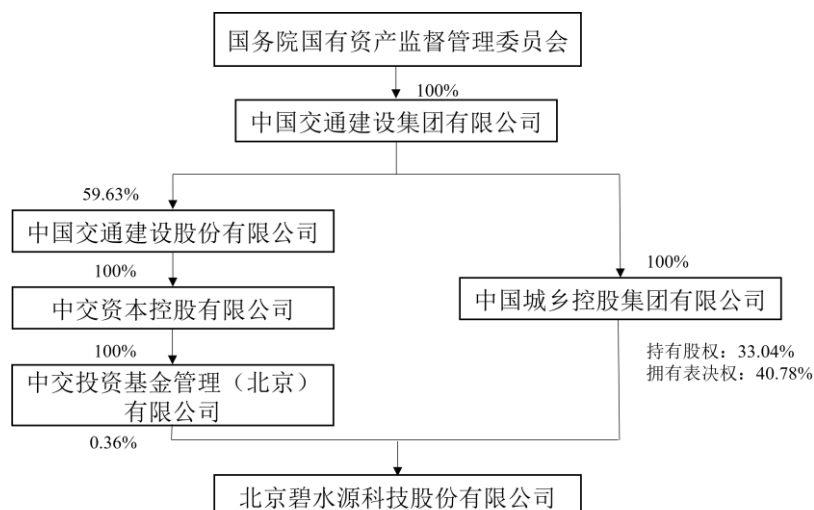 国务院国有资产监督管理委员会
100%
中国交通建设集团有限公司
59.63%
中国交通建设股份有限公司
100%
100%
中交资本控股有限公司
中国城乡控股集团有限公司
100%
持有股权：33.04%
拥有表决权：40.78%
中交投资基金管理（北京）
有限公司
0.36%
北京碧水源科技股份有限公司